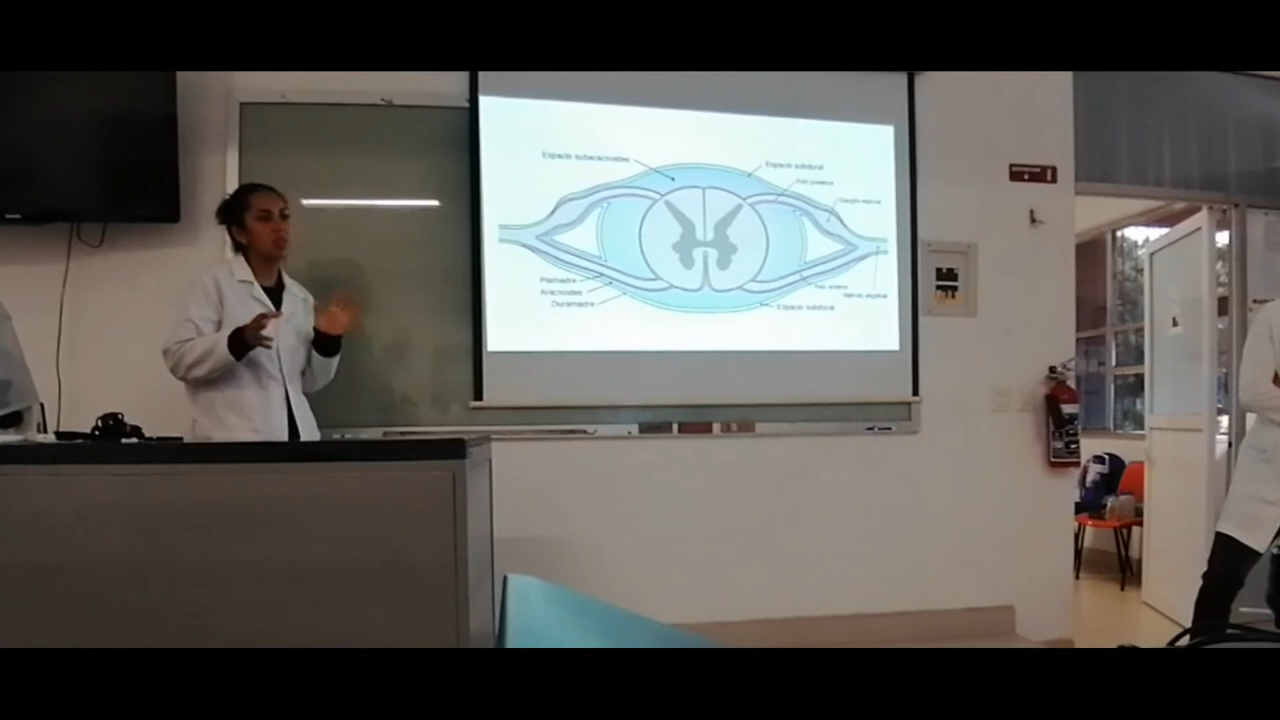 Espacio subaracnoideo
Espacio subdural
Raíz posterior
Ganglio espinal
Piamadre
Aracnoides
Duramadre
Raíz anterior
Nervio espinal
Espacio subdural